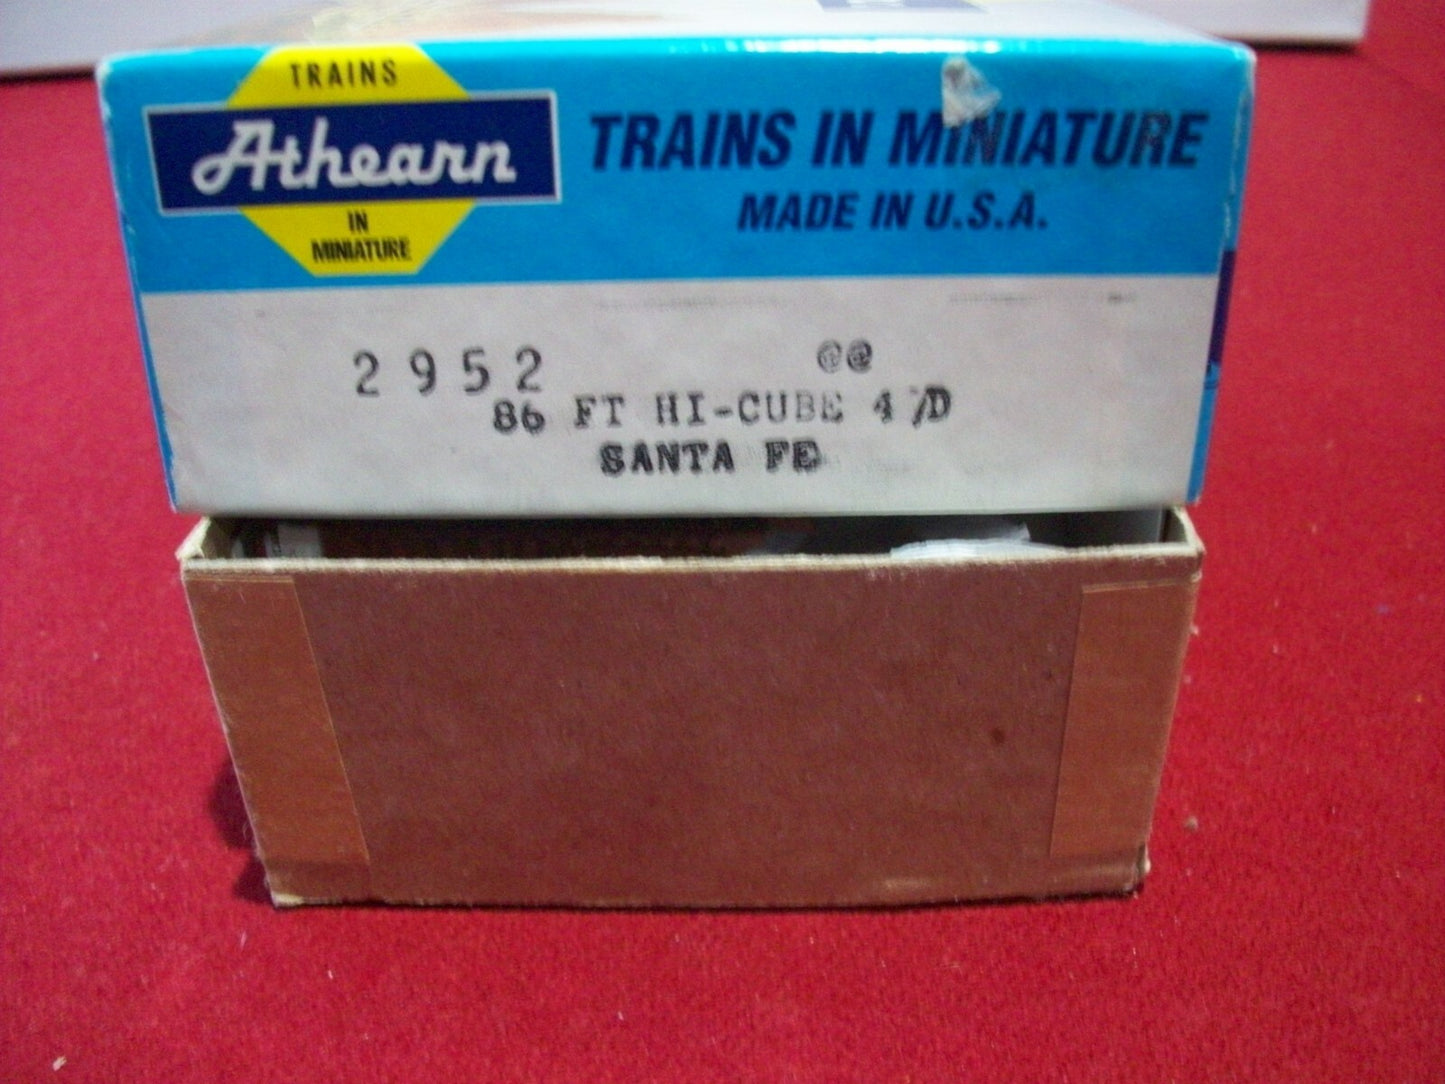 TRAINS
Athearn
IN
MINIATURE
TRAINS IN MINIATURE
MADE IN U.S.A.
2952 @@
86 FT HI-CUBE 4/D
SANTA FE